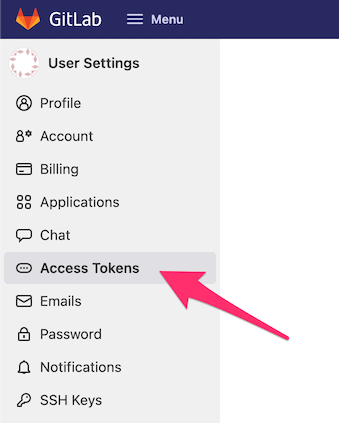 GitLab Menu
User Settings
Profile
Account
Billing
Applications
Chat
Access Tokens
Emails
Password
Notifications
SSH Keys